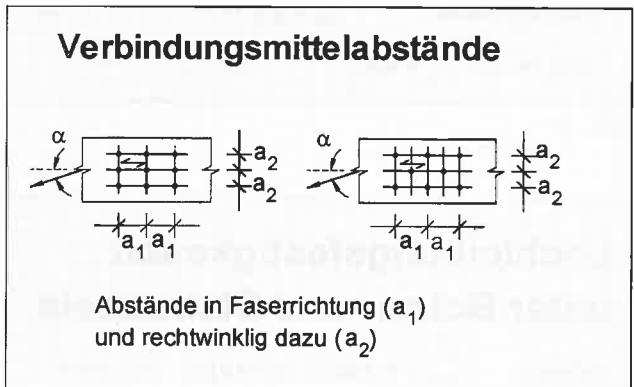 Verbindungsmittelabstände
α
a₂
a₂
a₁ a₁
α
a₂
a₂
a₁ a₁
Abstände in Faserrichtung (a₁)
und rechtwinklig dazu (a₂)